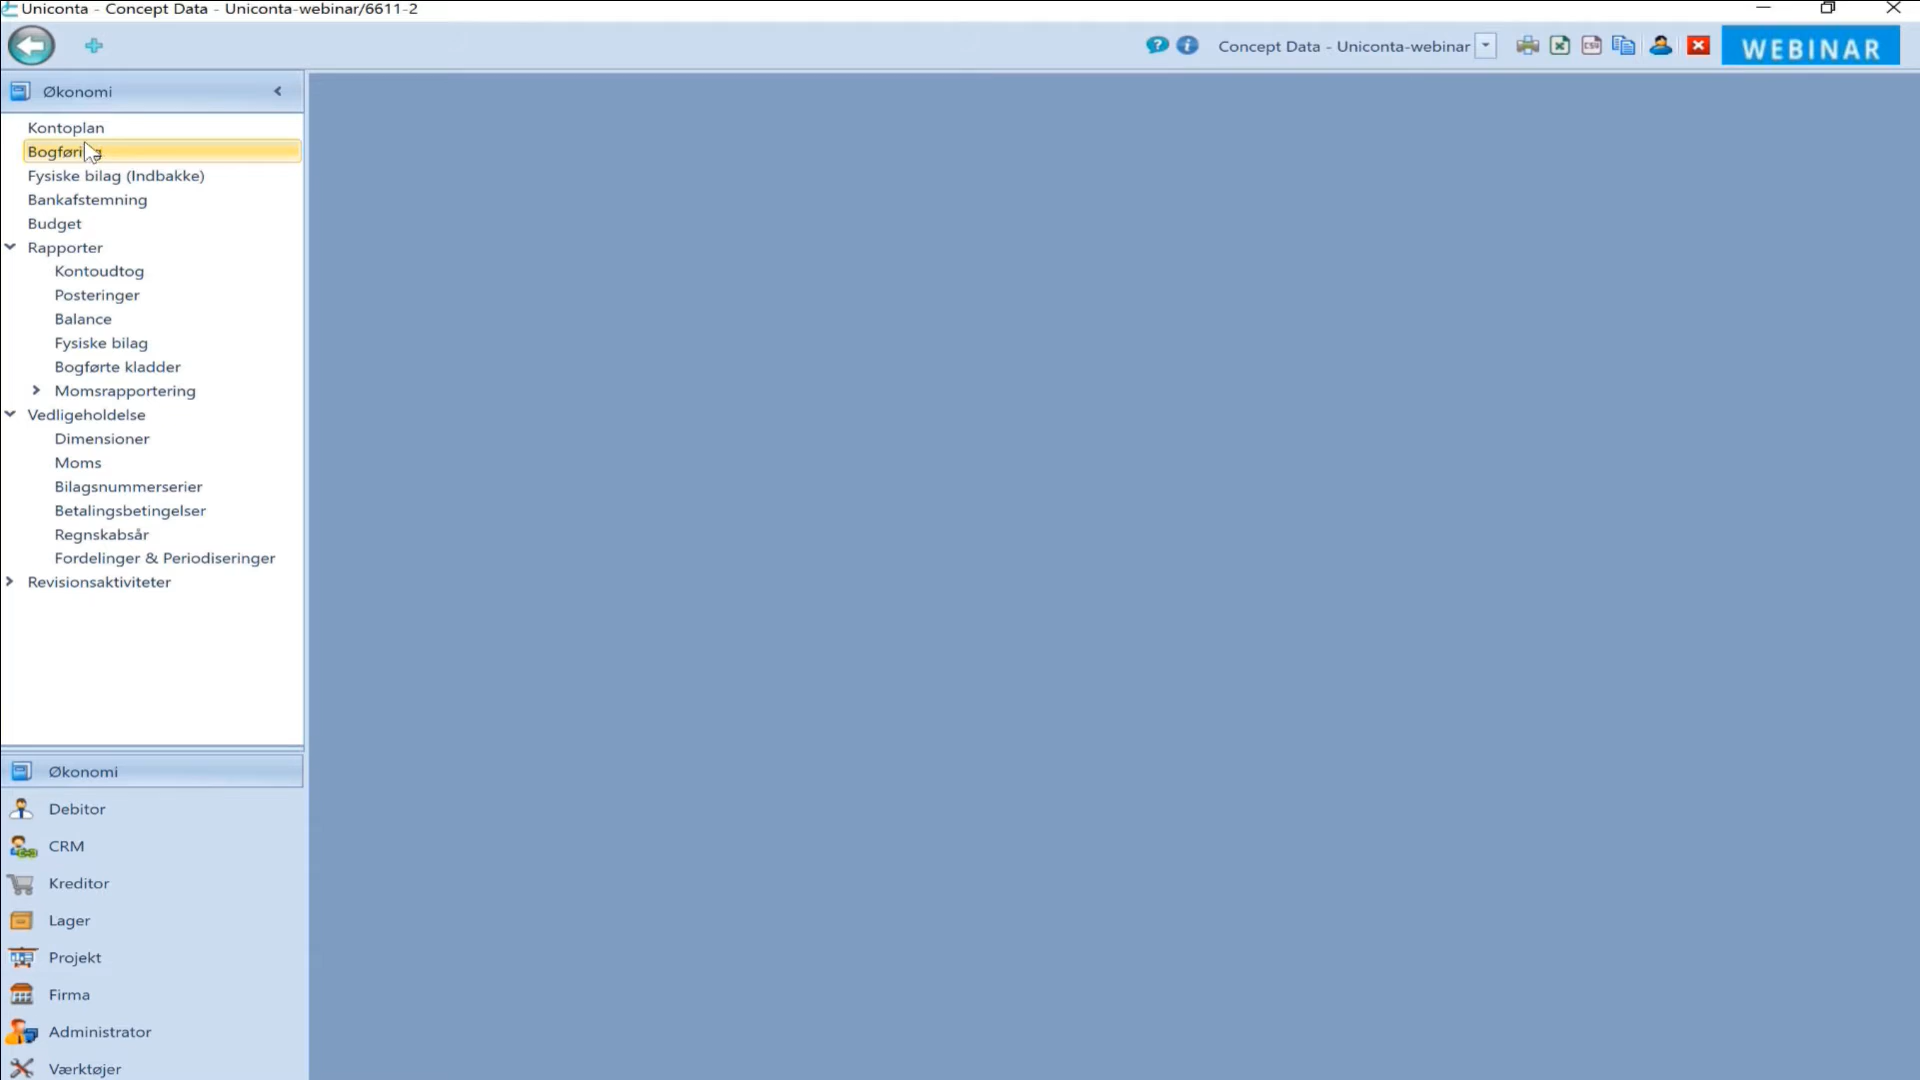 Uniconta - Concept Data - Uniconta-webinar/6611-2
Concept Data - Uniconta-webinar
CSV
WEBINAR
Økonomi
Kontoplan
Bogføring
Fysiske bilag (Indbakke)
Bankafstemning
Budget
Rapporter
Kontoudtog
Posteringer
Balance
Fysiske bilag
Bogførte kladder
Momsrapportering
Vedligeholdelse
Dimensioner
Moms
Bilagsnummerserier
Betalingsbetingelser
Regnskabsår
Fordelinger & Periodiseringer
Revisionsaktiviteter
Økonomi
Debitor
CRM
Kreditor
Lager
Projekt
Firma
Administrator
Værktøjer